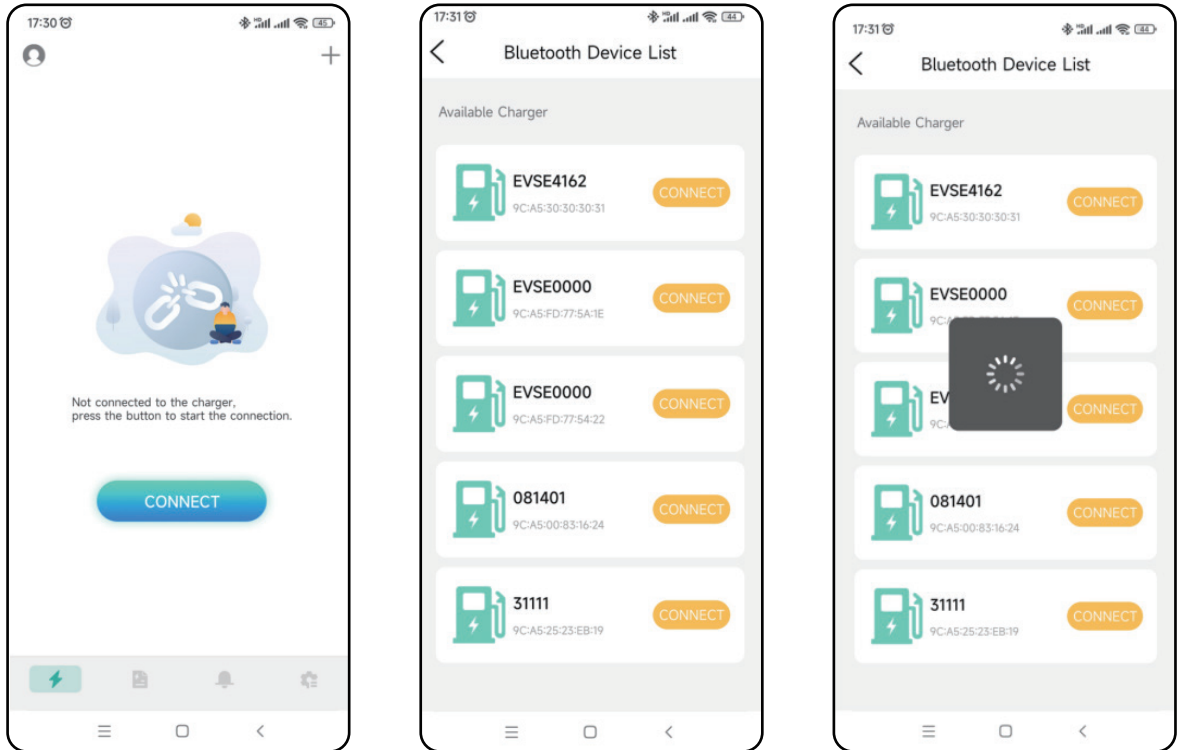 17:30
45
Not connected to the charger,
press the button to start the connection.
CONNECT
17:31
44
Bluetooth Device List
Available Charger
EVSE4162
9C:A5:30:30:30:31
CONNECT
EVSE0000
9C:A5:FD:77:5A:1E
CONNECT
EVSE0000
9C:A5:FD:77:54:22
CONNECT
081401
9C:A5:00:83:16:24
CONNECT
31111
9C:A5:25:23:EB:19
CONNECT
17:31
44
Bluetooth Device List
Available Charger
EVSE4162
9C:A5:30:30:30:31
CONNECT
EVSE0000
CONNECT
EV
CONNECT
081401
9C:A5:00:83:16:24
CONNECT
31111
9C:A5:25:23:EB:19
CONNECT